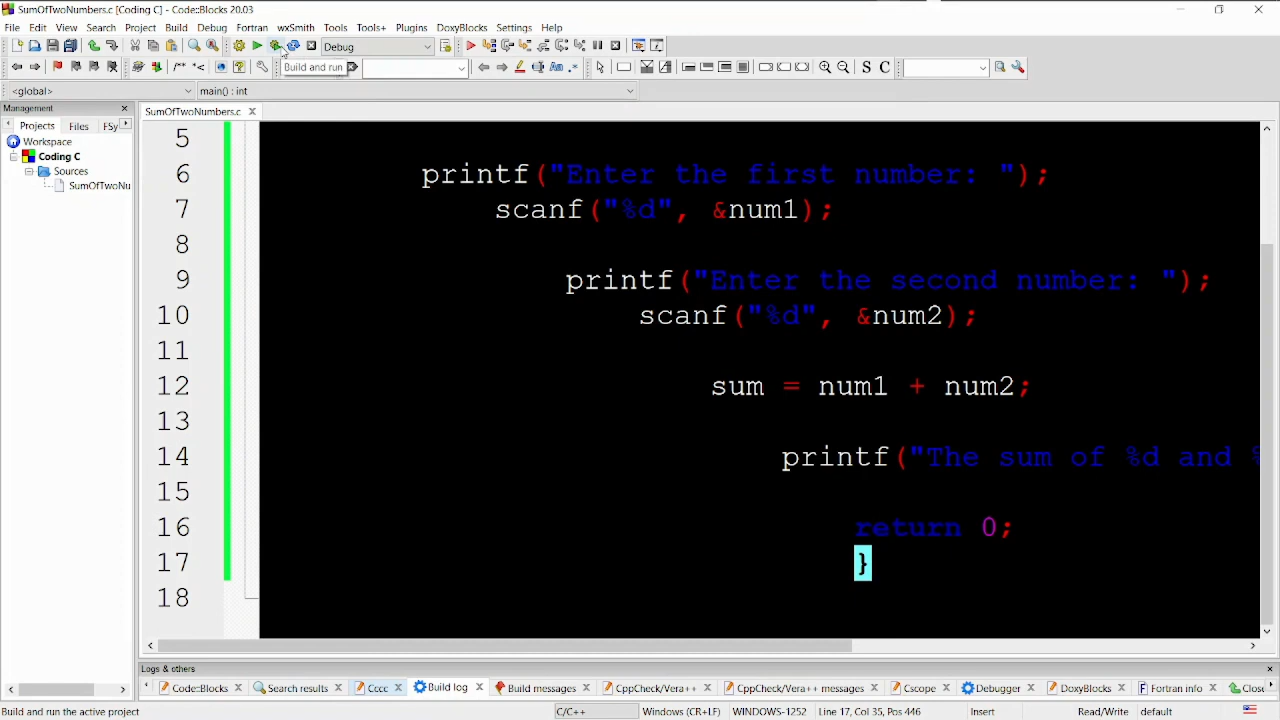 SumOfTwoNumbers.c [Coding C] - Code::Blocks 20.03
File Edit View Search Project Build Debug Fortran wxSmith Tools Tools+ Plugins DoxyBlocks Settings Help
Debug
/** *<
Build and run
Aa .*
S C
<global>
main() : int
Management
SumOfTwoNumbers.c
Projects Files FSy
Workspace
Coding C
Sources
SumOfTwoNu
5
6 printf("Enter the first number: ");
7 scanf("%d", &num1);
8
9 printf("Enter the second number: ");
10 scanf("%d", &num2);
11
12 sum = num1 + num2;
13
14 printf("The sum of %d and %
15
16 return 0;
17 }
18
Logs & others
Code::Blocks Search results Cccc Build log Build messages CppCheck/Vera++ CppCheck/Vera++ messages Cscope Debugger DoxyBlocks Fortran info Close
Build and run the active project C/C++ Windows (CR+LF) WINDOWS-1252 Line 17, Col 35, Pos 446 Insert Read/Write default